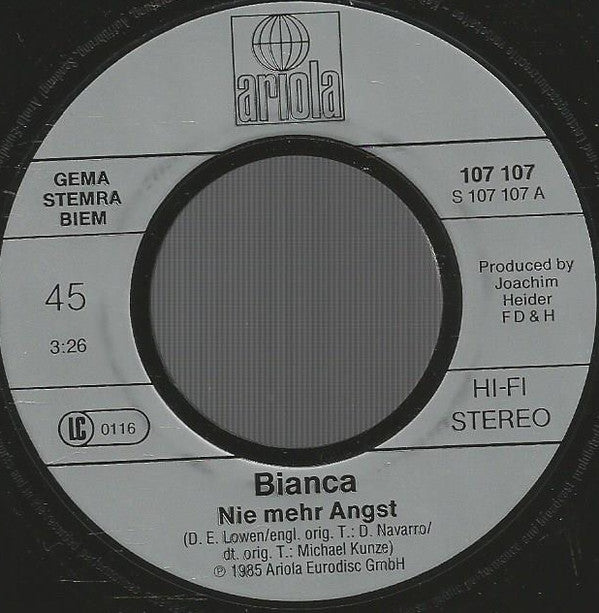 ariola
GEMA
STEMRA
BIEM
107 107
S 107 107 A
45
3:26
Produced by
Joachim
Heider
F D & H
LC 0116
HI-FI
STEREO
Bianca
Nie mehr Angst
(D. E. Lowen/engl. orig. T.: D. Navarro/
dt. orig. T.: Michael Kunze)
℗ 1985 Ariola Eurodisc GmbH